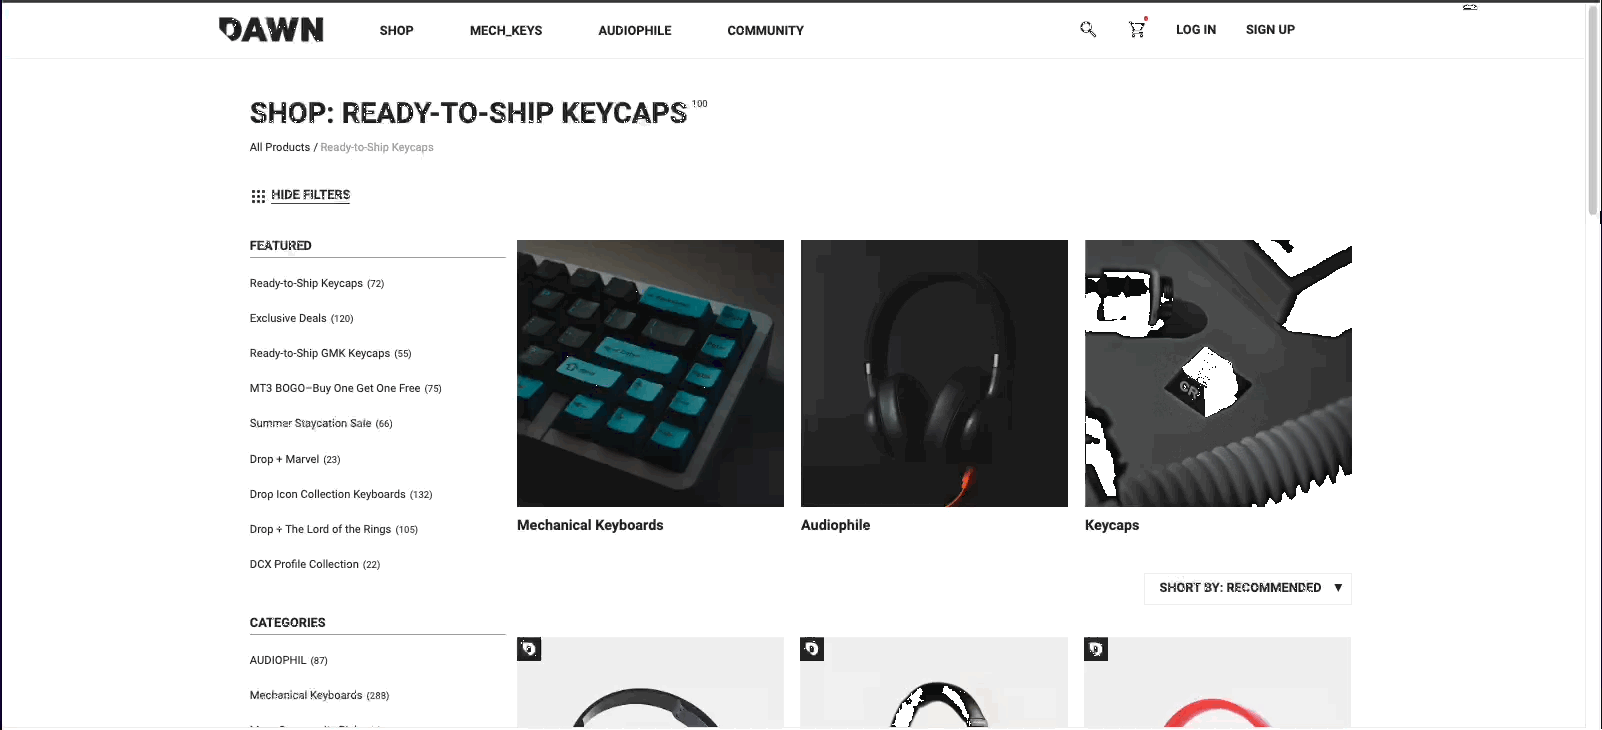 DAWN SHOP MECH_KEYS AUDIOPHILE COMMUNITY LOG IN SIGN UP
SHOP: READY-TO-SHIP KEYCAPS 100
All Products / Ready-to-Ship Keycaps
HIDE FILTERS
FEATURED
Ready-to-Ship Keycaps (72)
Exclusive Deals (120)
Ready-to-Ship GMK Keycaps (55)
MT3 BOGO–Buy One Get One Free (75)
Summer Staycation Sale (66)
Drop + Marvel (23)
Drop Icon Collection Keyboards (132)
Drop + The Lord of the Rings (105)
DCX Profile Collection (22)
Mechanical Keyboards
Audiophile
Keycaps
SHORT BY: RECOMMENDED
CATEGORIES
AUDIOPHIL (87)
Mechanical Keyboards (288)